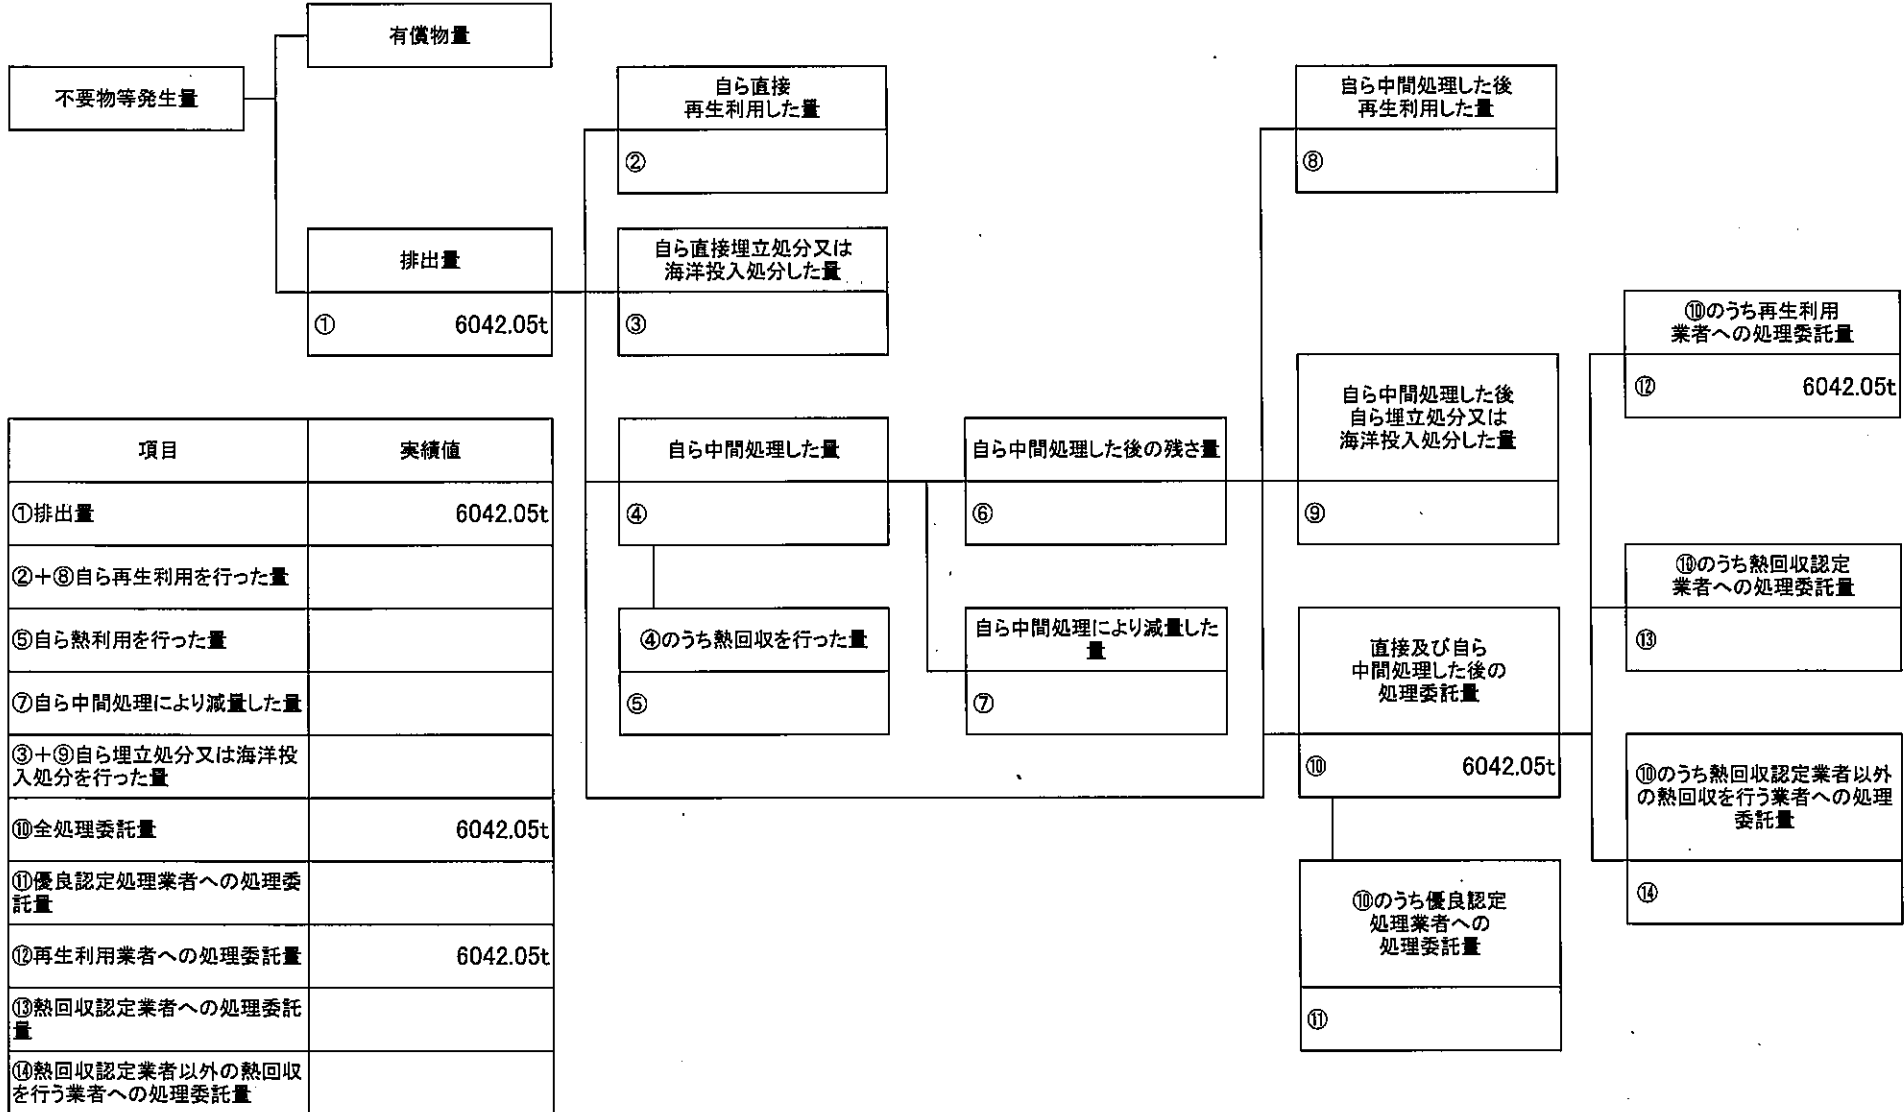 有償物量
不要物等発生量
自ら直接
再生利用した量
②
自ら中間処理した後
再生利用した量
⑧
排出量
① 6042.05t
自ら直接埋立処分又は
海洋投入処分した量
③
⑩のうち再生利用
業者への処理委託量
⑫ 6042.05t
自ら中間処理した量
④
自ら中間処理した後の残さ量
⑥
自ら中間処理した後
自ら埋立処分又は
海洋投入処分した量
⑨
⑩のうち熱回収認定
業者への処理委託量
⑬
④のうち熱回収を行った量
⑤
自ら中間処理により減量した
量
⑦
直接及び自ら
中間処理した後の
処理委託量
⑩ 6042.05t
⑩のうち熱回収認定業者以外
の熱回収を行う業者への処理
委託量
⑭
⑩のうち優良認定
処理業者への
処理委託量
⑪
項目 実績値
①排出量 6042.05t
②+⑧自ら再生利用を行った量
⑤自ら熱利用を行った量
⑦自ら中間処理により減量した量
③+⑨自ら埋立処分又は海洋投
入処分を行った量
⑩全処理委託量 6042.05t
⑪優良認定処理業者への処理委
託量
⑫再生利用業者への処理委託量 6042.05t
⑬熱回収認定業者への処理委託
量
⑭熱回収認定業者以外の熱回収
を行う業者への処理委託量